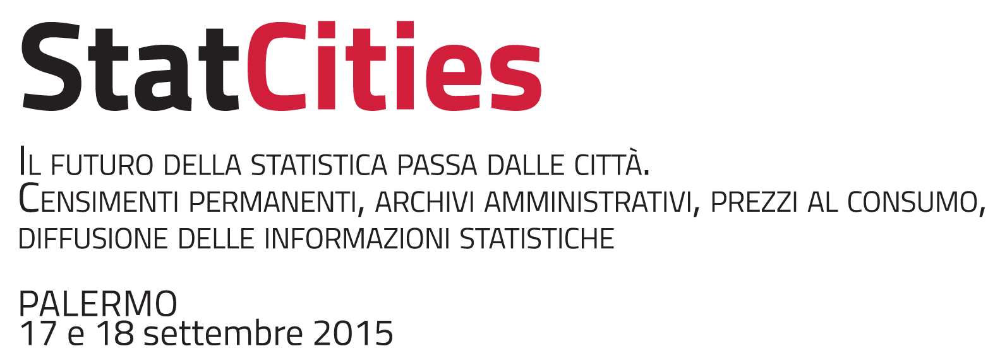 StatCities
Il futuro della statistica passa dalle città.
Censimenti permanenti, archivi amministrativi, prezzi al consumo,
diffusione delle informazioni statistiche
PALERMO
17 e 18 settembre 2015